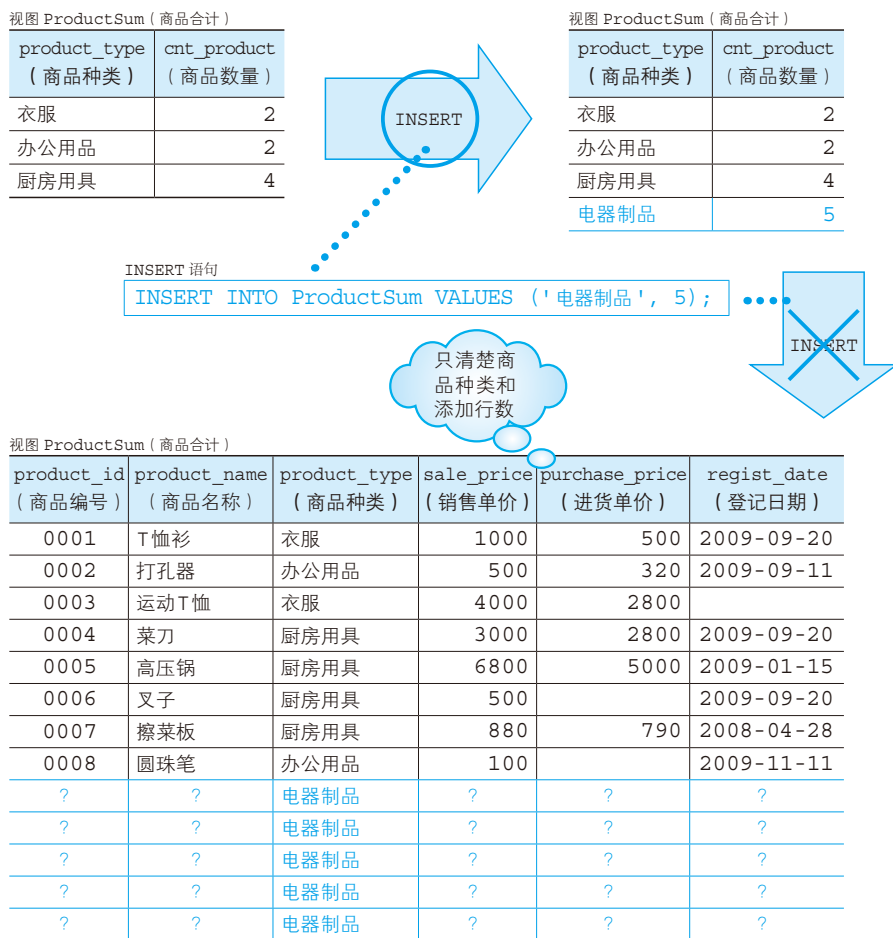 视图 ProductSum（商品合计）
product_type cnt_product
（商品种类） （商品数量）
衣服 2
办公用品 2
厨房用具 4
INSERT
视图 ProductSum（商品合计）
product_type cnt_product
（商品种类） （商品数量）
衣服 2
办公用品 2
厨房用具 4
电器制品 5
INSERT 语句
INSERT INTO ProductSum VALUES ('电器制品', 5);
INSERT
只清楚商
品种类和
添加行数
视图 ProductSum（商品合计）
product_id product_name product_type sale_price purchase_price regist_date
（商品编号） （商品名称） （商品种类） （销售单价） （进货单价） （登记日期）
0001 T恤衫 衣服 1000 500 2009-09-20
0002 打孔器 办公用品 500 320 2009-09-11
0003 运动T恤 衣服 4000 2800
0004 菜刀 厨房用具 3000 2800 2009-09-20
0005 高压锅 厨房用具 6800 5000 2009-01-15
0006 叉子 厨房用具 500 2009-09-20
0007 擦菜板 厨房用具 880 790 2008-04-28
0008 圆珠笔 办公用品 100 2009-11-11
? ? 电器制品 ? ? ?
? ? 电器制品 ? ? ?
? ? 电器制品 ? ? ?
? ? 电器制品 ? ? ?
? ? 电器制品 ? ? ?